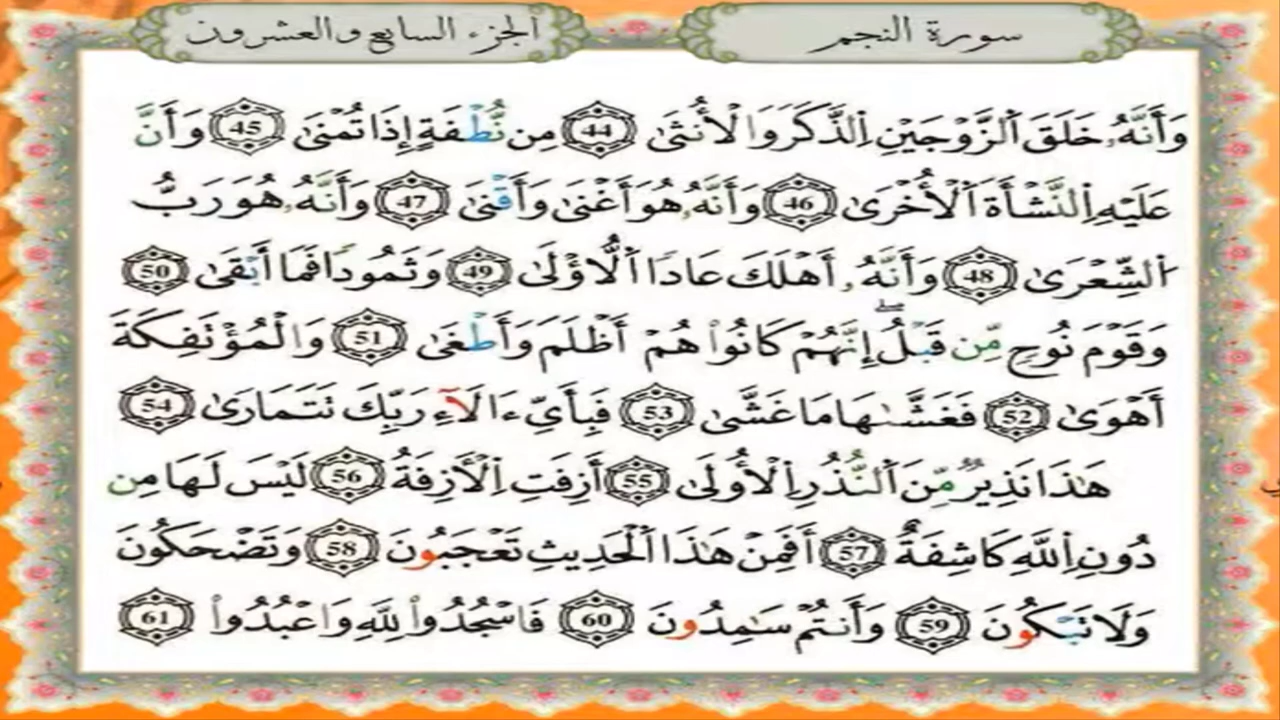 سورة النجم
الجزء السابع والعشرون
وَأَنَّهُۥ خَلَقَ ٱلزَّوْجَيْنِ ٱلذَّكَرَ وَٱلْأُنثَىٰ 44 مِن نُّطْفَةٍ إِذَا تُمْنَىٰ 45 وَأَنَّ
عَلَيْهِ ٱلنَّشْأَةَ ٱلْأُخْرَىٰ 46 وَأَنَّهُۥ هُوَ أَغْنَىٰ وَأَقْنَىٰ 47 وَأَنَّهُۥ هُوَ رَبُّ
ٱلشِّعْرَىٰ 48 وَأَنَّهُۥ أَهْلَكَ عَادًا ٱلْأُولَىٰ 49 وَثَمُودَا۟ فَمَا أَبْقَىٰ 50
وَقَوْمَ نُوحٍ مِّن قَبْلُ ۖ إِنَّهُمْ كَانُوا۟ هُمْ أَظْلَمَ وَأَطْغَىٰ 51 وَٱلْمُؤْتَفِكَةَ
أَهْوَىٰ 52 فَغَشَّىٰهَا مَا غَشَّىٰ 53 فَبِأَيِّ ءَالَآءِ رَبِّكَ تَتَمَارَىٰ 54
هَٰذَا نَذِيرٌ مِّنَ ٱلنُّذُرِ ٱلْأُولَىٰ 55 أَزِفَتِ ٱلْأَزِفَةُ 56 لَيْسَ لَهَا مِن
دُونِ ٱللَّهِ كَاشِفَةٌ 57 أَفَمِنْ هَٰذَا ٱلْحَدِيثِ تَعْجَبُونَ 58 وَتَضْحَكُونَ
وَلَا تَبْكُونَ 59 وَأَنتُمْ سَٰمِدُونَ 60 فَٱسْجُدُوا۟ لِلَّهِ وَٱعْبُدُوا۟ 61